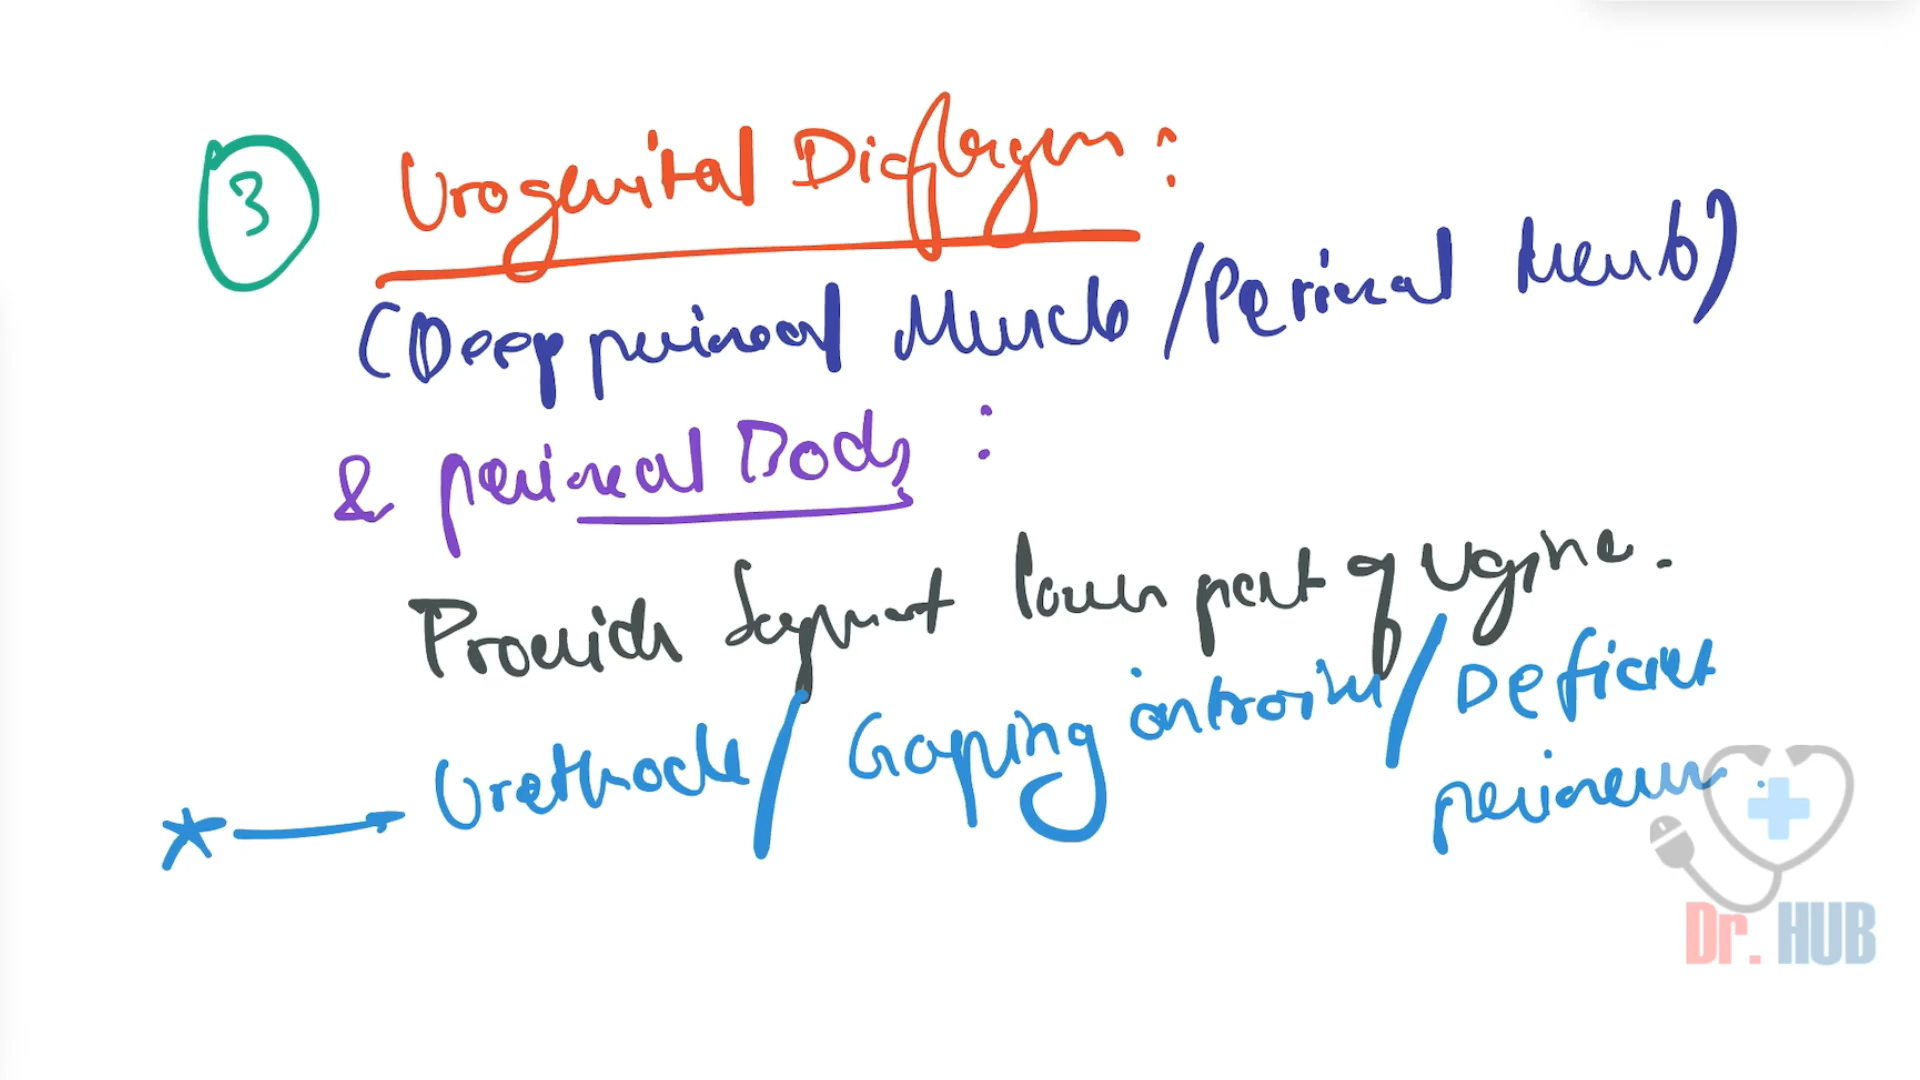 3 Urogenital Diaphragm :
(Deep perineal Muscle / Perineal Memb)
& perineal Body :
Provide Support lower part of vagina.
* → Urethrocele / Gaping introitus / Deficient
perineum
Dr. HUB